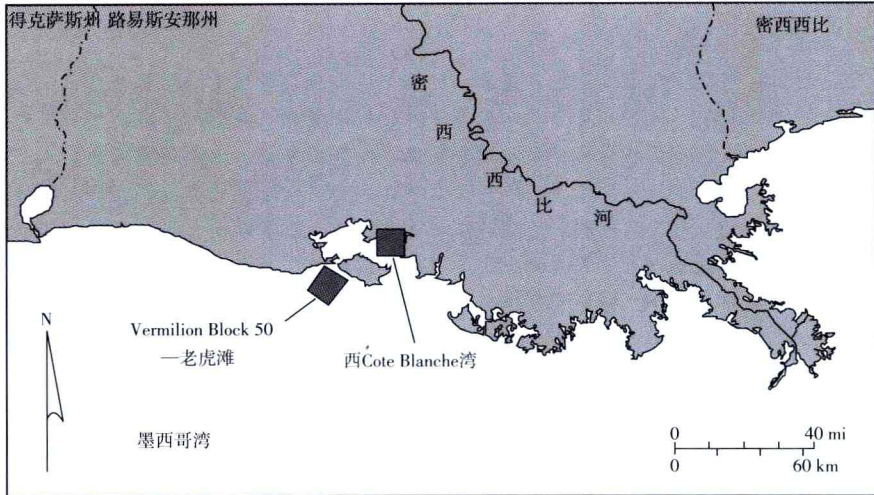 得克萨斯州 路易斯安那州
密西西比
密西西比河
Vermilion Block 50
—老虎滩
西Cote Blanche湾
N
墨西哥湾
0 40 mi
0 60 km